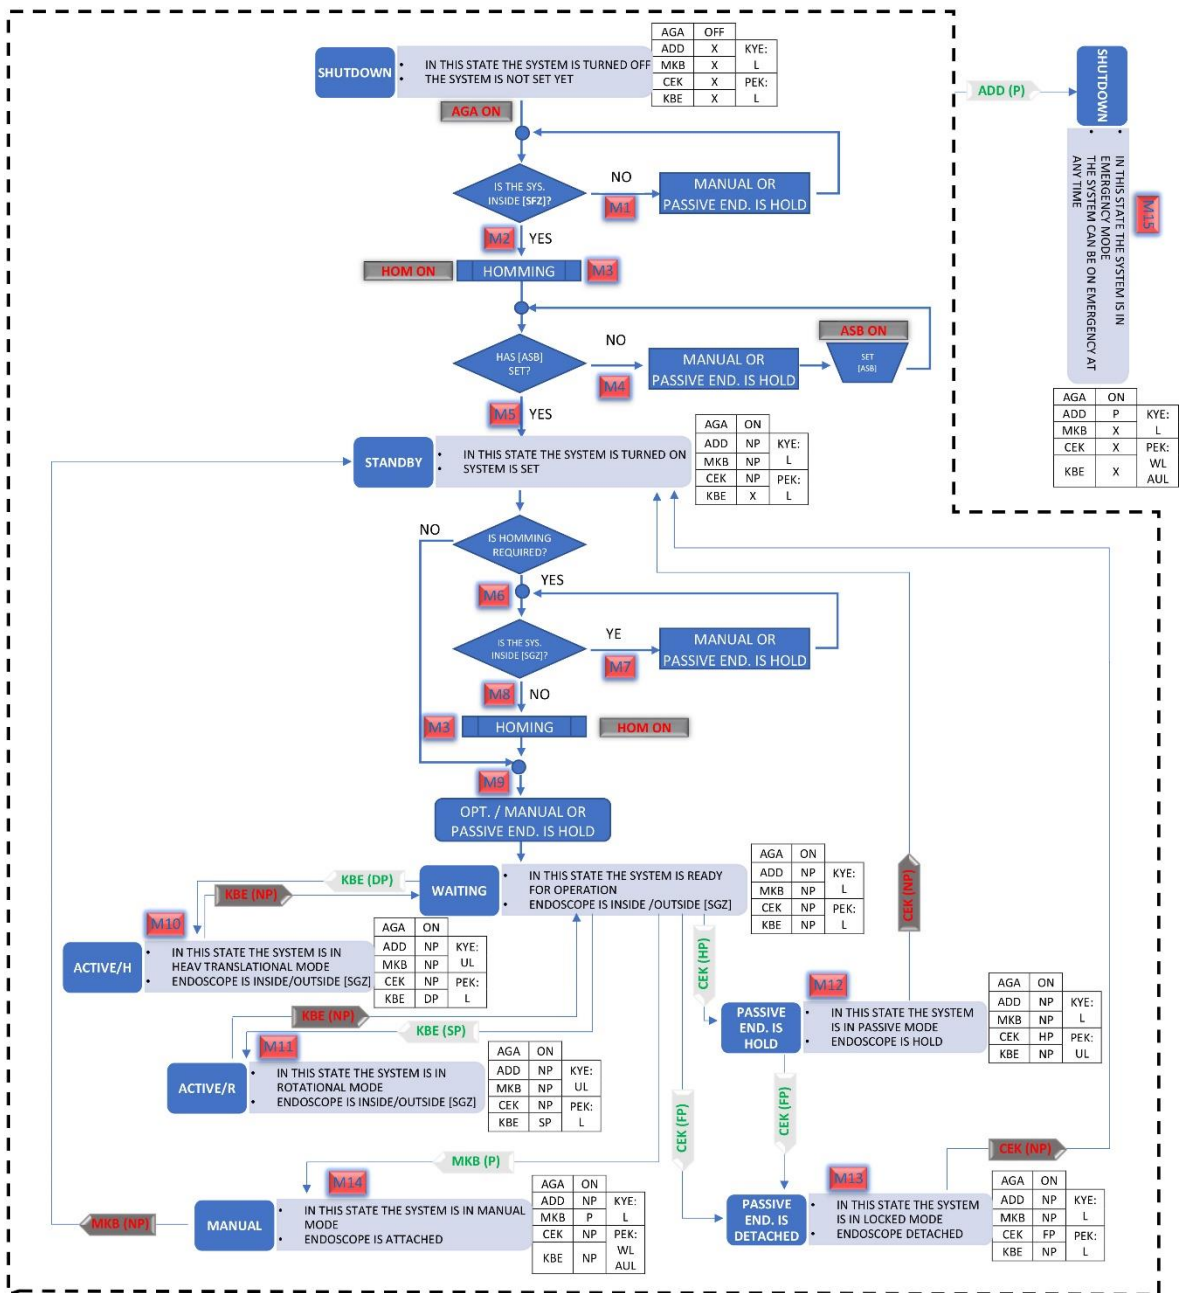 AGA OFF
ADD X KYE:
MKB X L
CEK X PEK:
KBE X L
SHUTDOWN
• IN THIS STATE THE SYSTEM IS TURNED OFF
• THE SYSTEM IS NOT SET YET
ADD (P)
SHUTDOWN
• IN THIS STATE THE SYSTEM IS IN
EMERGENCY MODE
• THE SYSTEM CAN BE ON EMERGENCY AT
ANY TIME
M15
AGA ON
ADD P KYE:
MKB X L
CEK X PEK:
KBE X WL
AUL
AGA ON
IS THE SYS.
INSIDE [SFZ]?
NO
M1
MANUAL OR
PASSIVE END. IS HOLD
M2
YES
HOM ON
HOMMING
M3
HAS [ASB]
SET?
NO
M4
MANUAL OR
PASSIVE END. IS HOLD
ASB ON
SET
[ASB]
M5
YES
STANDBY
• IN THIS STATE THE SYSTEM IS TURNED ON
• SYSTEM IS SET
AGA ON
ADD NP KYE:
MKB NP L
CEK NP PEK:
KBE X L
NO
IS HOMMING
REQUIRED?
YES
M6
IS THE SYS.
INSIDE [SGZ]?
YE
M7
MANUAL OR
PASSIVE END. IS HOLD
M8
NO
M3
HOMING
HOM ON
M9
OPT. / MANUAL OR
PASSIVE END. IS HOLD
WAITING
• IN THIS STATE THE SYSTEM IS READY
FOR OPERATION
• ENDOSCOPE IS INSIDE /OUTSIDE [SGZ]
AGA ON
ADD NP KYE:
MKB NP L
CEK NP PEK:
KBE NP L
KBE (DP)
KBE (NP)
M10
ACTIVE/H
• IN THIS STATE THE SYSTEM IS IN
HEAV TRANSLATIONAL MODE
• ENDOSCOPE IS INSIDE/OUTSIDE [SGZ]
AGA ON
ADD NP KYE:
MKB NP UL
CEK NP PEK:
KBE DP L
KBE (NP)
KBE (SP)
M11
ACTIVE/R
• IN THIS STATE THE SYSTEM IS IN
ROTATIONAL MODE
• ENDOSCOPE IS INSIDE/OUTSIDE [SGZ]
AGA ON
ADD NP KYE:
MKB NP UL
CEK NP PEK:
KBE SP L
CEK (HP)
CEK (NP)
M12
PASSIVE
END. IS
HOLD
• IN THIS STATE THE SYSTEM
IS IN PASSIVE MODE
• ENDOSCOPE IS HOLD
AGA ON
ADD NP KYE:
MKB NP L
CEK HP PEK:
KBE NP UL
CEK (FP)
CEK (FP)
CEK (NP)
MKB (P)
M14
MKB (NP)
MANUAL
• IN THIS STATE THE SYSTEM IS IN MANUAL
MODE
• ENDOSCOPE IS ATTACHED
AGA ON
ADD NP KYE:
MKB P L
CEK NP PEK:
KBE NP WL
AUL
M13
PASSIVE
END. IS
DETACHED
• IN THIS STATE THE SYSTEM
IS IN LOCKED MODE
• ENDOSCOPE DETACHED
AGA ON
ADD NP KYE:
MKB NP L
CEK FP PEK:
KBE NP L